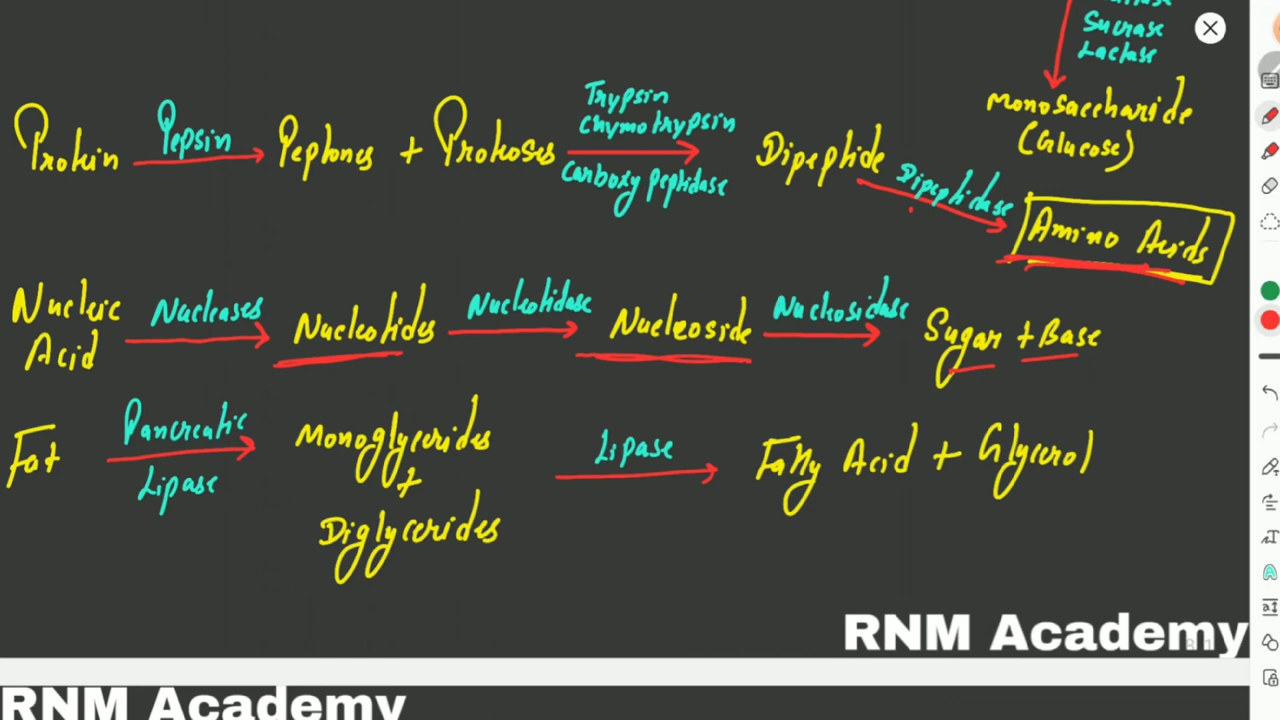 Sucrase
Lactase
Monosaccharide
(Glucose)
Protein Pepsin Peptones + Proteoses Trypsin
Chymotrypsin
Carboxy peptidase Dipeptide Dipeptidase Amino Acids
Nucleic
Acid Nucleases Nucleotides Nucleotidase Nucleoside Nucleosidase Sugar + Base
Fat Pancreatic
Lipase Monoglycerides
+
Diglycerides Lipase Fatty Acid + Glycerol
RNM Academy
RNM Academy